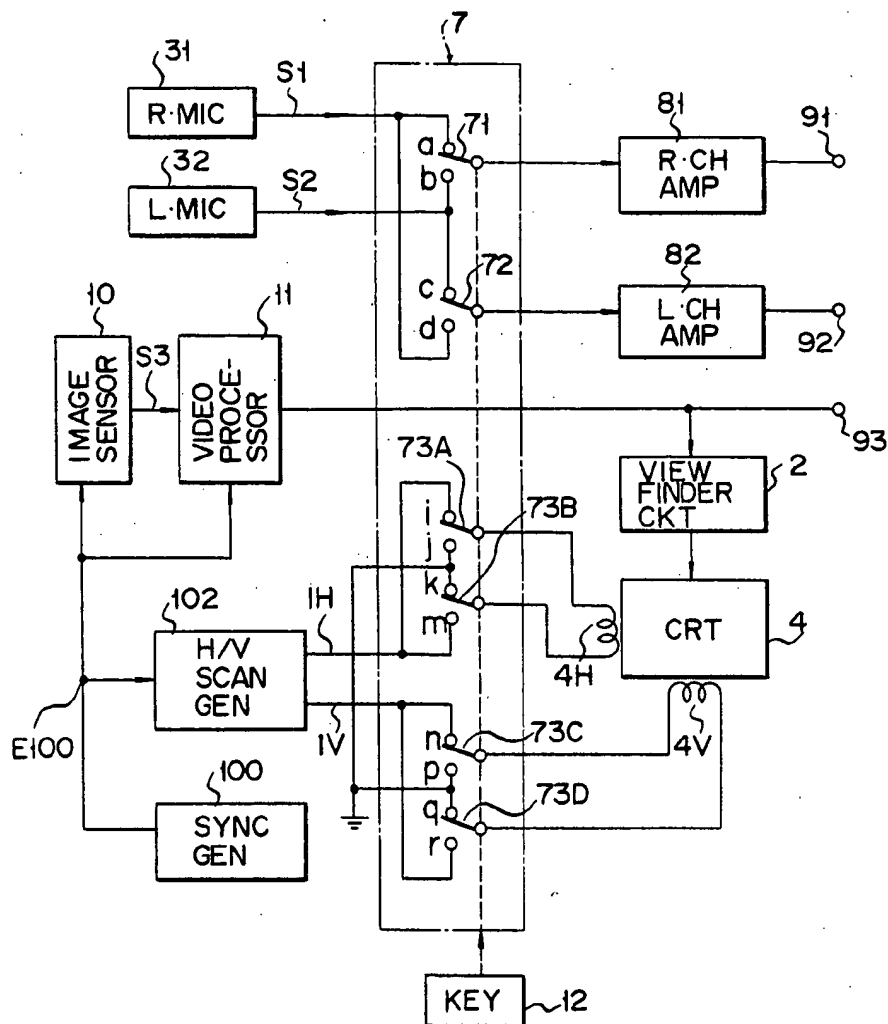 7
31
R·MIC
S1
a
71
b
81
R·CH
AMP
91
32
L·MIC
S2
c
72
d
82
L·CH
AMP
92
10
IMAGE
SENSOR
S3
11
VIDEO
PROCE-
SSOR
93
73A
i
j
73B
k
m
VIEW
FINDER
CKT
2
CRT
4
4H
4V
102
H/V
SCAN
GEN
1H
1V
E100
n
73C
p
q
73D
r
100
SYNC
GEN
KEY
12